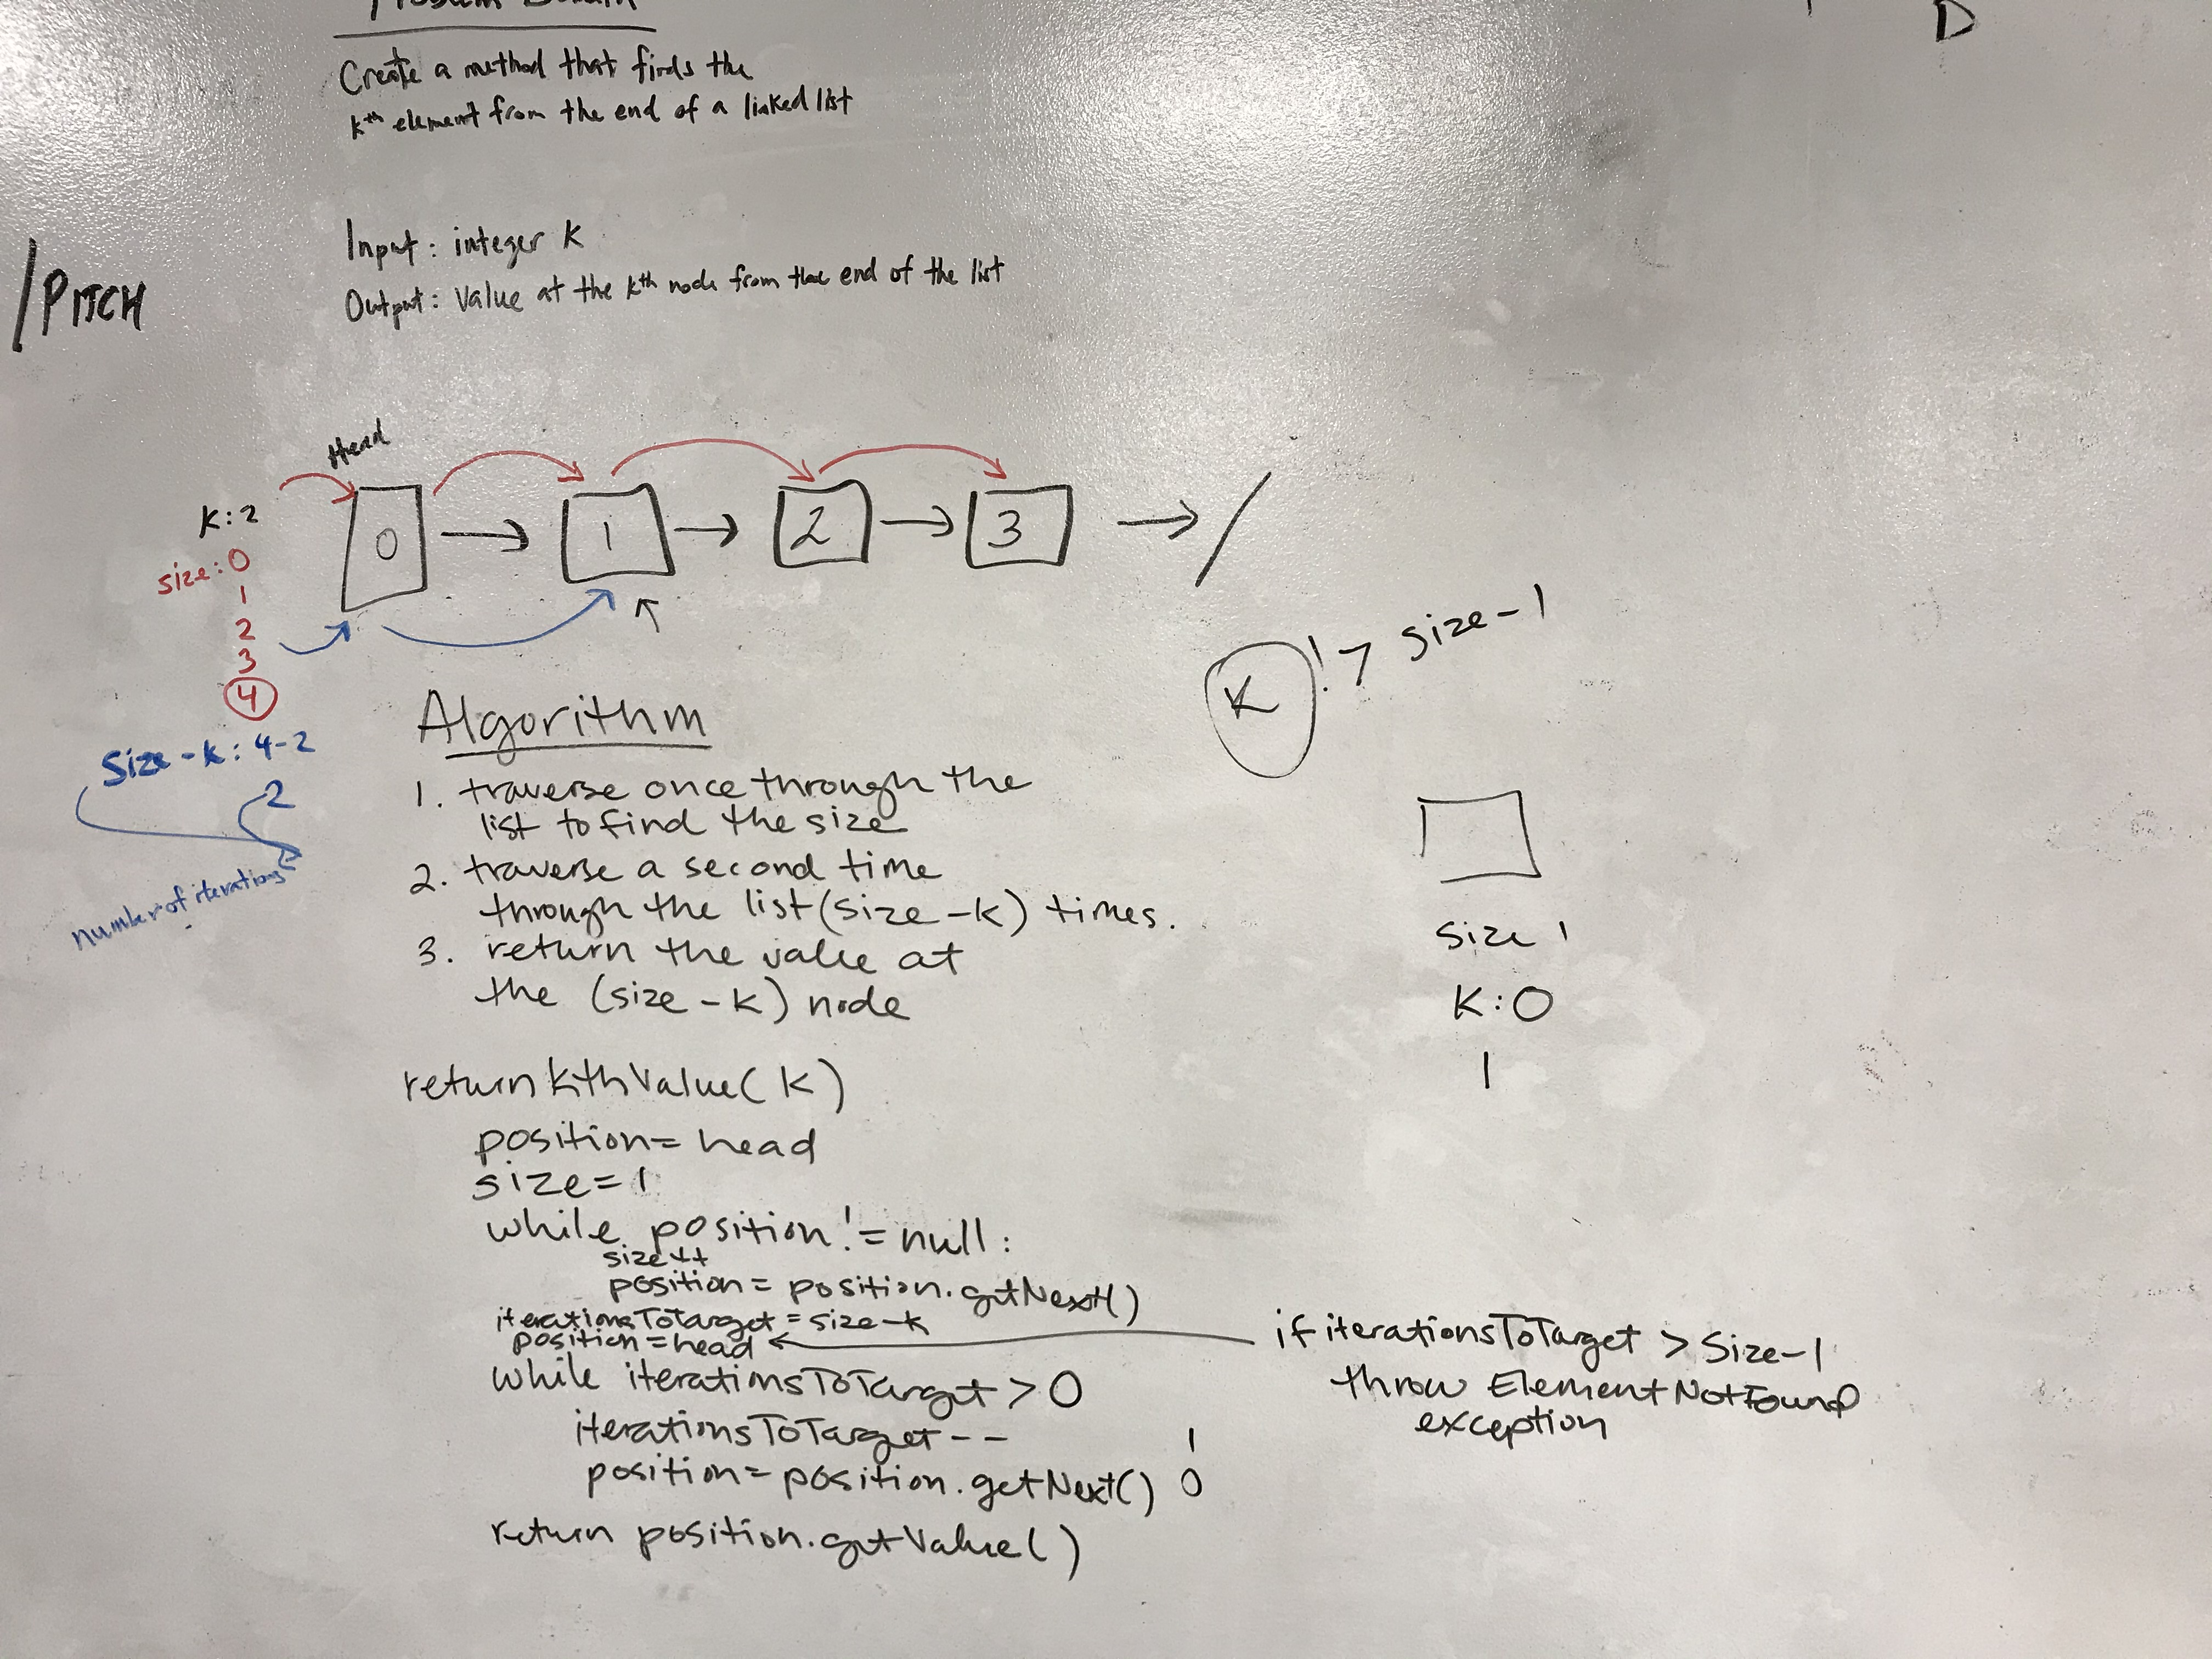 Problem Domain
D
Create a method that finds the
kth element from the end of a linked list
Input: integer K
Output: Value at the kth node from the end of the list
/PITCH
Head
K:2
0
1
2
3
size: 0
1
2
3
4
Size-k: 4-2
2
number of iterations
K !> size-1
Algorithm
1. traverse once through the
list to find the size
2. traverse a second time
through the list (size-k) times.
3. return the value at
the (size-k) node
size 1
K:0
1
return kthValue(K)
position = head
size = 1
while position != null:
size++
position = position.getNext()
iterationsToTarget = size-k
position = head
if iterationsToTarget > Size-1
throw ElementNotFound
exception
while iterationsToTarget > 0
iterationsToTarget--
1
position = position.getNext()
0
return position.getValue()